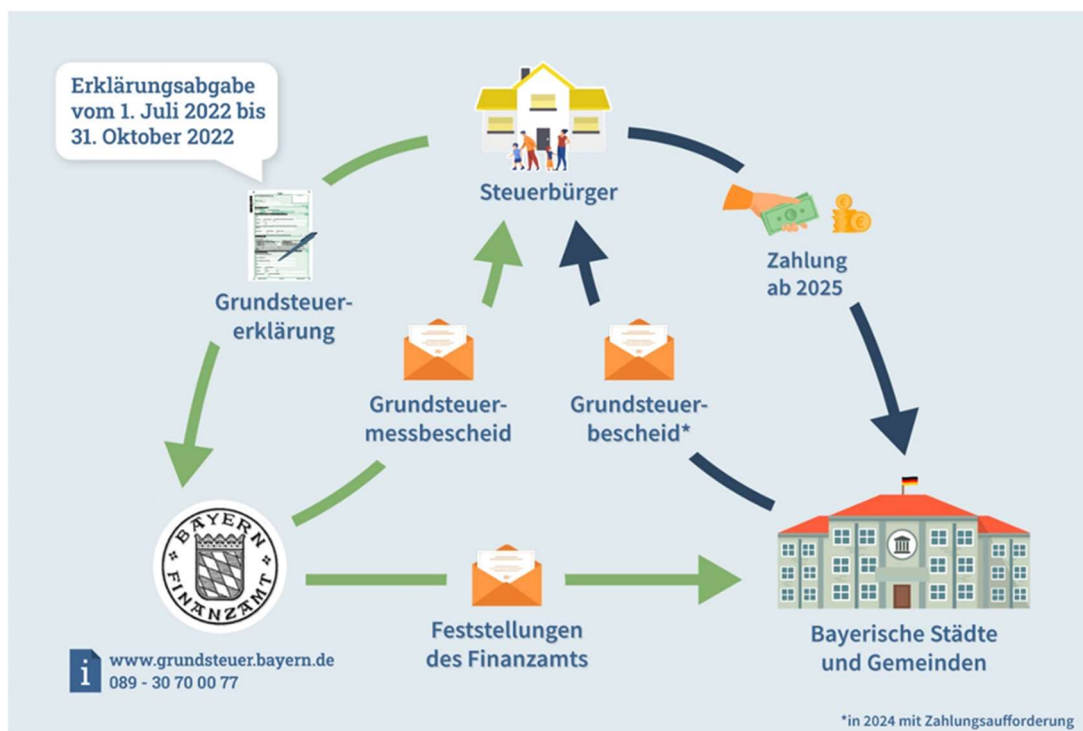 Erklärungsabgabe
vom 1. Juli 2022 bis
31. Oktober 2022
Steuerbürger
Grundsteuer-
erklärung
Zahlung
ab 2025
Grundsteuer-
messbescheid
Grundsteuer-
bescheid*
BAYERN
FINANZAMT
Feststellungen
des Finanzamts
Bayerische Städte
und Gemeinden
i
www.grundsteuer.bayern.de
089 - 30 70 00 77
*in 2024 mit Zahlungsaufforderung